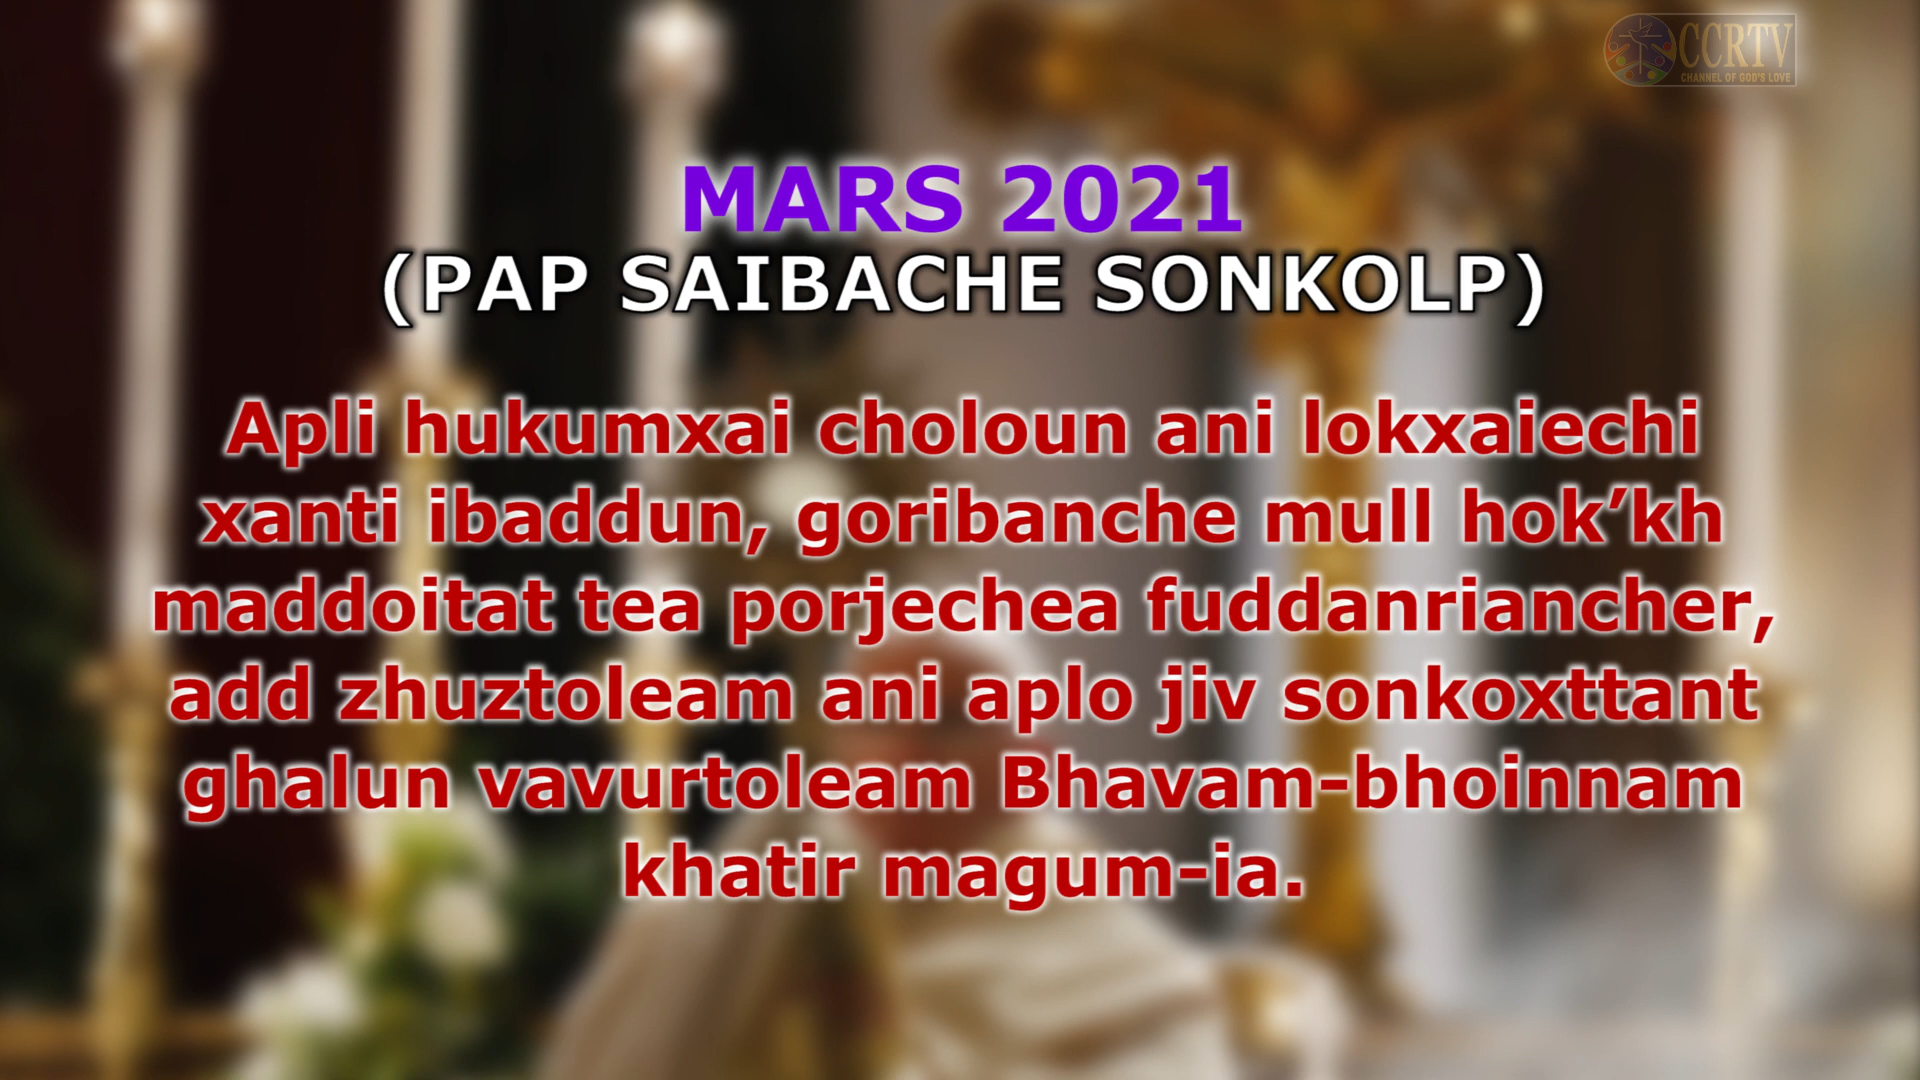 CCRTV
CHANNEL OF GOD'S LOVE
MARS 2021
(PAP SAIBACHE SONKOLP)
Apli hukumxai choloun ani lokxaiechi
xanti ibaddun, goribanche mull hok’kh
maddoitat tea porjechea fuddanriancher,
add zhuztoleam ani aplo jiv sonkoxttant
ghalun vavurtoleam Bhavam-bhoinnam
khatir magum-ia.